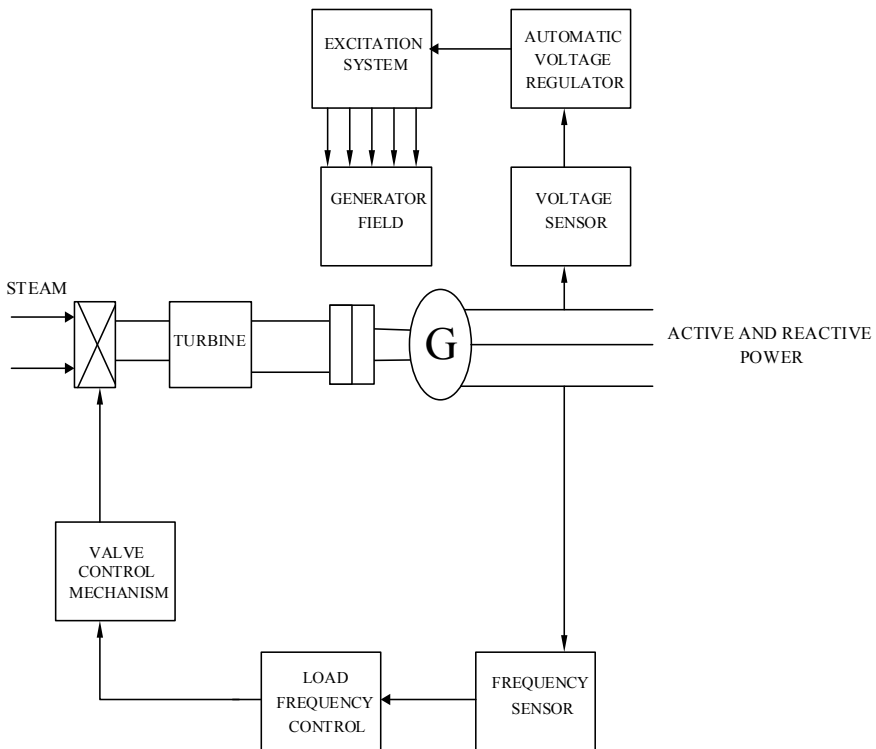 EXCITATION
SYSTEM
AUTOMATIC
VOLTAGE
REGULATOR
GENERATOR
FIELD
VOLTAGE
SENSOR
STEAM
TURBINE
G
ACTIVE AND REACTIVE
POWER
VALVE
CONTROL
MECHANISM
LOAD
FREQUENCY
CONTROL
FREQUENCY
SENSOR